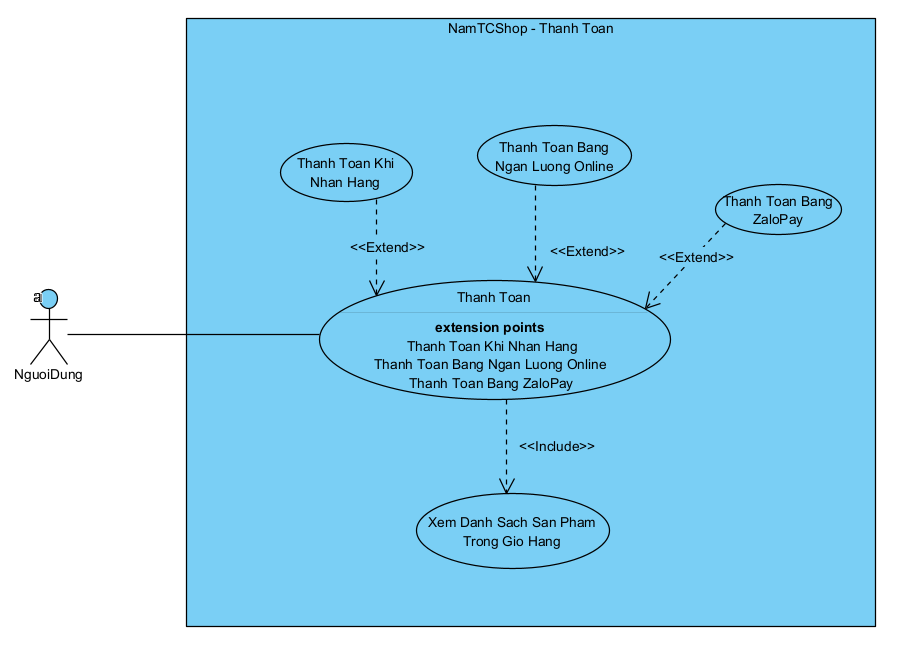 NamTCShop - Thanh Toan
Thanh Toan Khi
Nhan Hang
Thanh Toan Bang
Ngan Luong Online
Thanh Toan Bang
ZaloPay
<<Extend>>
<<Extend>>
<<Extend>>
a
NguoiDung
Thanh Toan
extension points
Thanh Toan Khi Nhan Hang
Thanh Toan Bang Ngan Luong Online
Thanh Toan Bang ZaloPay
<<Include>>
Xem Danh Sach San Pham
Trong Gio Hang